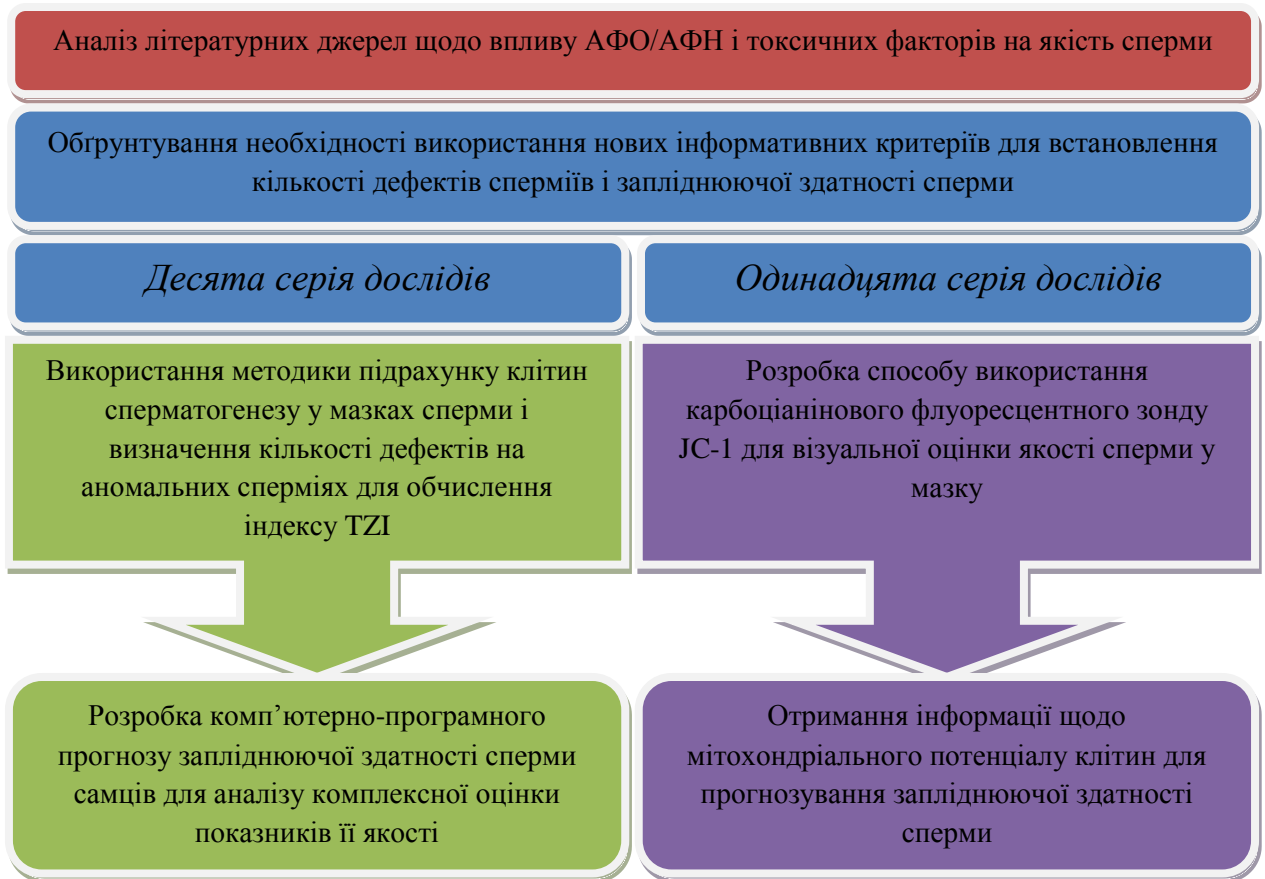 Аналіз літературних джерел щодо впливу АФО/АФН і токсичних факторів на якість сперми
Обґрунтування необхідності використання нових інформативних критеріїв для встановлення
кількості дефектів сперміїв і запліднюючої здатності сперми
Десята серія дослідів
Одинадцята серія дослідів
Використання методики підрахунку клітин
сперматогенезу у мазках сперми і
визначення кількості дефектів на
аномальних сперміях для обчислення
індексу TZI
Розробка способу використання
карбоціанінового флуоресцентного зонду
JC-1 для візуальної оцінки якості сперми у
мазку
Розробка комп’ютерно-програмного
прогнозу запліднюючої здатності сперми
самців для аналізу комплексної оцінки
показників її якості
Отримання інформації щодо
мітохондріального потенціалу клітин для
прогнозування запліднюючої здатності
сперми